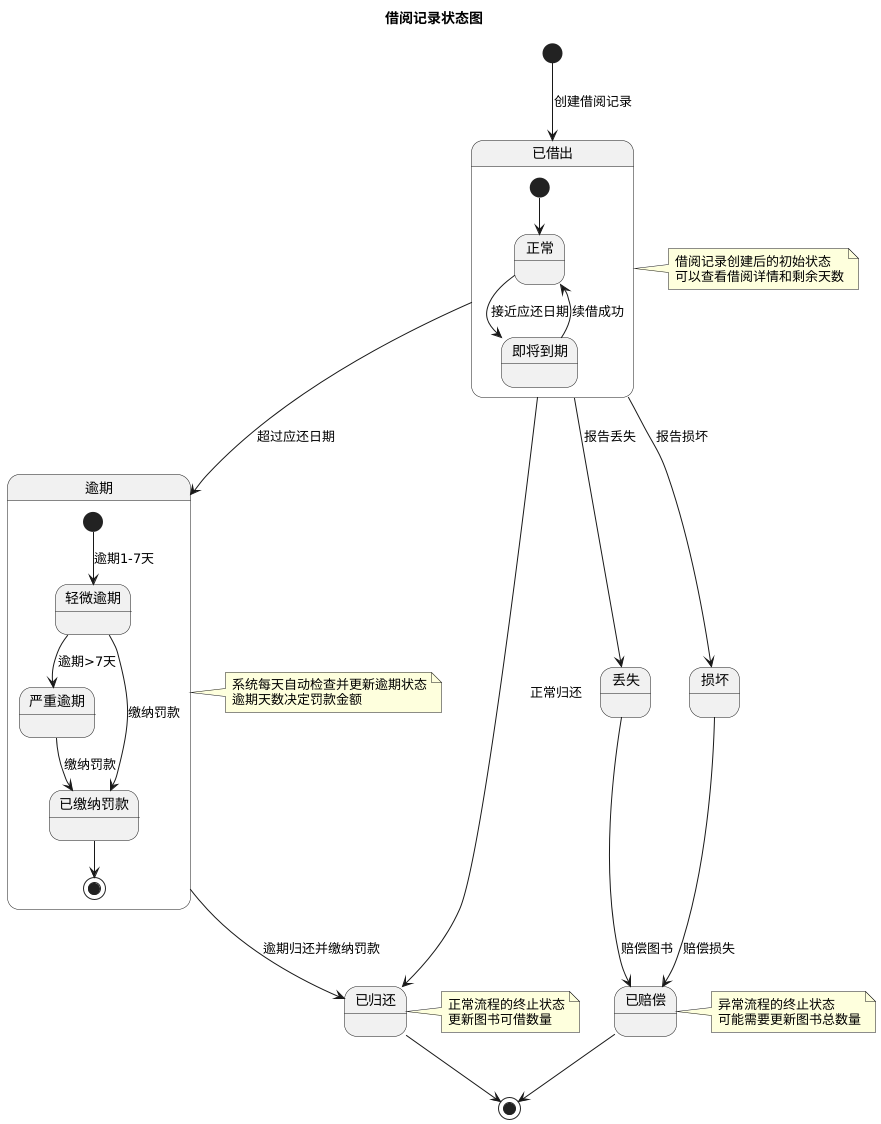 借阅记录状态图
创建借阅记录
已借出
正常
接近应还日期
续借成功
即将到期
借阅记录创建后的初始状态
可以查看借阅详情和剩余天数
超过应还日期
报告丢失
报告损坏
逾期
逾期1-7天
轻微逾期
逾期>7天
严重逾期
缴纳罚款
缴纳罚款
已缴纳罚款
系统每天自动检查并更新逾期状态
逾期天数决定罚款金额
正常归还
丢失
损坏
逾期归还并缴纳罚款
赔偿图书
赔偿损失
已归还
正常流程的终止状态
更新图书可借数量
已赔偿
异常流程的终止状态
可能需要更新图书总数量